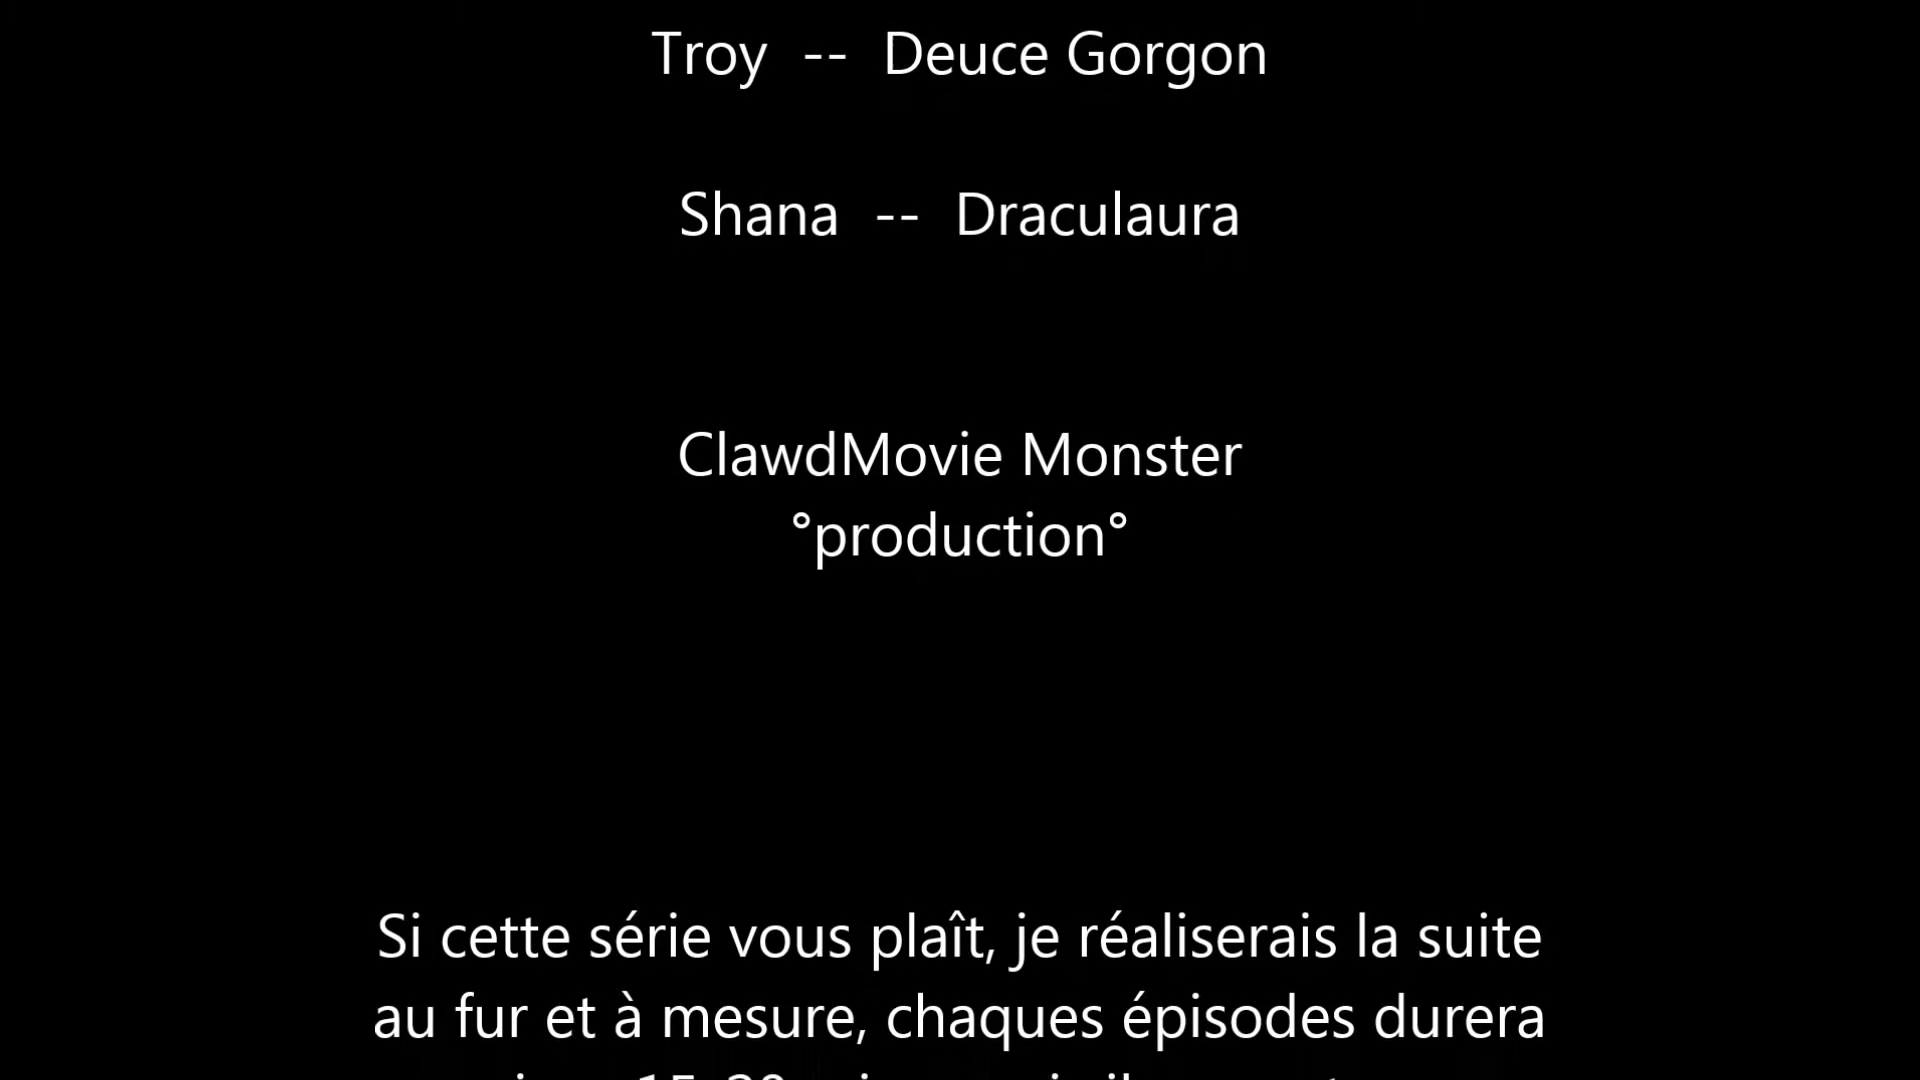 Troy -- Deuce Gorgon
Shana -- Draculaura
ClawdMovie Monster
°production°
Si cette série vous plaît, je réaliserais la suite
au fur et à mesure, chaques épisodes durera